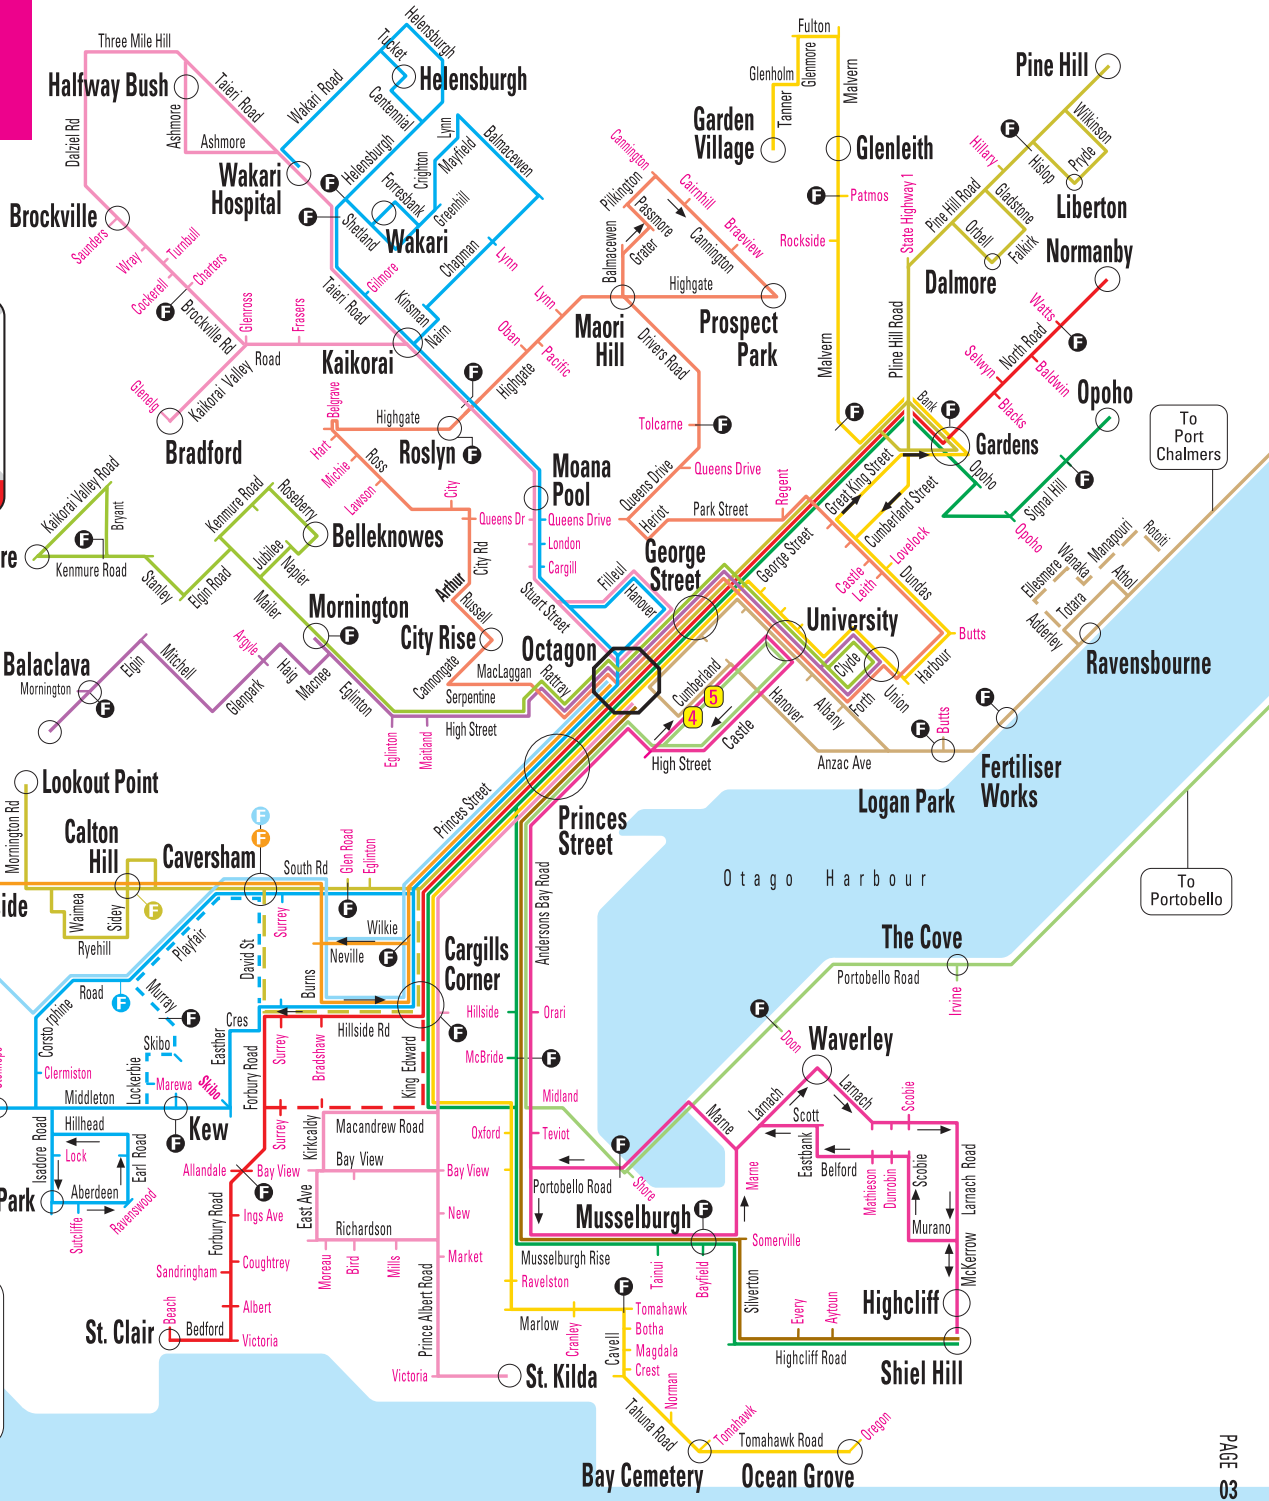 Three Mile Hill
Halfway Bush
Taieri Road
Dalziel Rd
Ashmore
Ashmore
Wakari Road
Tucket
Helensburgh
Helensburgh
Centennial
Helensburgh
Lynn
Balmacewen
Mayfield
Crighton
Forresbank
Greenhill
Wakari
Wakari
Hospital
F
F
Shetland
Chapman
Lynn
Gilmore
Taieri Road
Kinsman
Nairn
Kaikorai
Brockville
Saunders
Wray
Turnbull
Cockerell
Charters
F
Brockville Rd
Glenross
Frasers
Road
Kaikorai Valley
Glenelg
Bradford
Fulton
Glenholm
Glenmore
Tanner
Malvern
Garden
Village
Glenleith
F
Patmos
Rockside
Malvern
State Highway 1
Pine Hill
Wilkinson
F
Hillary
Hislop
Pryde
Liberton
Pine Hill Road
Gladstone
Orbell
Falkirk
Dalmore
Normanby
Watts
F
North Road
Selwyn
Baldwin
Blacks
Pline Hill Road
Bank
F
F
Gardens
Opoho
Opoho
F
Signal Hill
Opoho
To
Port
Chalmers
Cannington
Pilkington
Cairnhill
Passmore
Braeview
Grater
Cannington
Balmacewen
Highgate
Maori
Hill
Prospect
Park
Lynn
Oban
Pacific
Highgate
Drivers Road
F
Tolcarne
F
Queens Drive
Queens Drive
Heriot
Park Street
Regent
Belgrave
Highgate
Roslyn
F
Hart
Michie
Ross
Lawson
City
City Rd
Arthur
Russell
City Rise
Cannongate
MacLaggan
Serpentine
High Street
Rattray
Moana
Pool
Queens Dr
Queens Drive
London
Cargill
Filleul
Hanover
Stuart Street
Octagon
George
Street
George Street
Great King Street
Cumberland Street
Lovelock
Castle
Leith
Dundas
Butts
Harbour
University
Clyde
Union
Forth
Albany
Hanover
Cumberland
5
4
Castle
High Street
Anzac Ave
Butts
F
Logan Park
F
Fertiliser
Works
Ellesmere
Wanaka
Manapouri
Rotoiti
Athol
Totara
Adderley
Ravensbourne
Kaikorai Valley Road
Bryant
F
Kenmure Road
Stanley
re
Kenmure Road
Roseberry
Belleknowes
Jubilee
Napier
Elgin Road
Mailer
Mornington
F
Balaclava
Mornington
F
Elgin
Mitchell
Argyle
Glenpark
Haig
Macnee
Eglinton
Eglinton
Maitland
Lookout Point
Mornington Rd
Calton
Hill
Caversham
F
F
South Rd
Glen Road
Eglinton
F
Waimea
Sidey
F
Ryehill
side
Playfair
David St
Surrey
Burns
Neville
Wilkie
F
Princes Street
Cargills
Corner
F
Princes
Street
Andersons Bay Road
Hillside
Orari
McBride
F
Midland
Teviot
Corstorphine
Road
F
Murray
F
Skibo
Lockerbie
Marewa
Skibo
Cres
Easther
Hillside Rd
Clermiston
Middleton
Kew
F
Hillhead
Isadore Road
Lock
Earl Road
Aberdeen
Park
Sutcliffe
Ravenswood
Forbury Road
Surrey
Bradshaw
King Edward
Surrey
Allandale
Bay View
F
Ings Ave
Forbury Road
Coughtrey
Sandringham
Albert
Beach
Bedford
Victoria
St. Clair
Kirkcaldy
Macandrew Road
Bay View
East Ave
Richardson
Moreau
Bird
Mills
Oxford
Bay View
New
Market
Prince Albert Road
Victoria
St. Kilda
Portobello Road
F
Shore
Musselburgh
F
Musselburgh Rise
Tainui
Bayfield
Ravelston
Marlow
Cranley
F
Tomahawk
Botha
Magdala
Crest
Cavell
Norman
Tahuna Road
Tomahawk
Tomahawk Road
Oregon
Bay Cemetery
Ocean Grove
Otago Harbour
To
Portobello
The Cove
Portobello Road
Irvine
F
Doon
Waverley
Marne
Larnach
Larnach
Scobie
Scott
Eastbank
Belford
Mathieson
Dunrobin
Scobie
Larnach Road
Murano
McKerrow
Marne
Somerville
Silverton
Every
Aytoun
Highcliff Road
Highcliff
Shiel Hill
PAGE 03